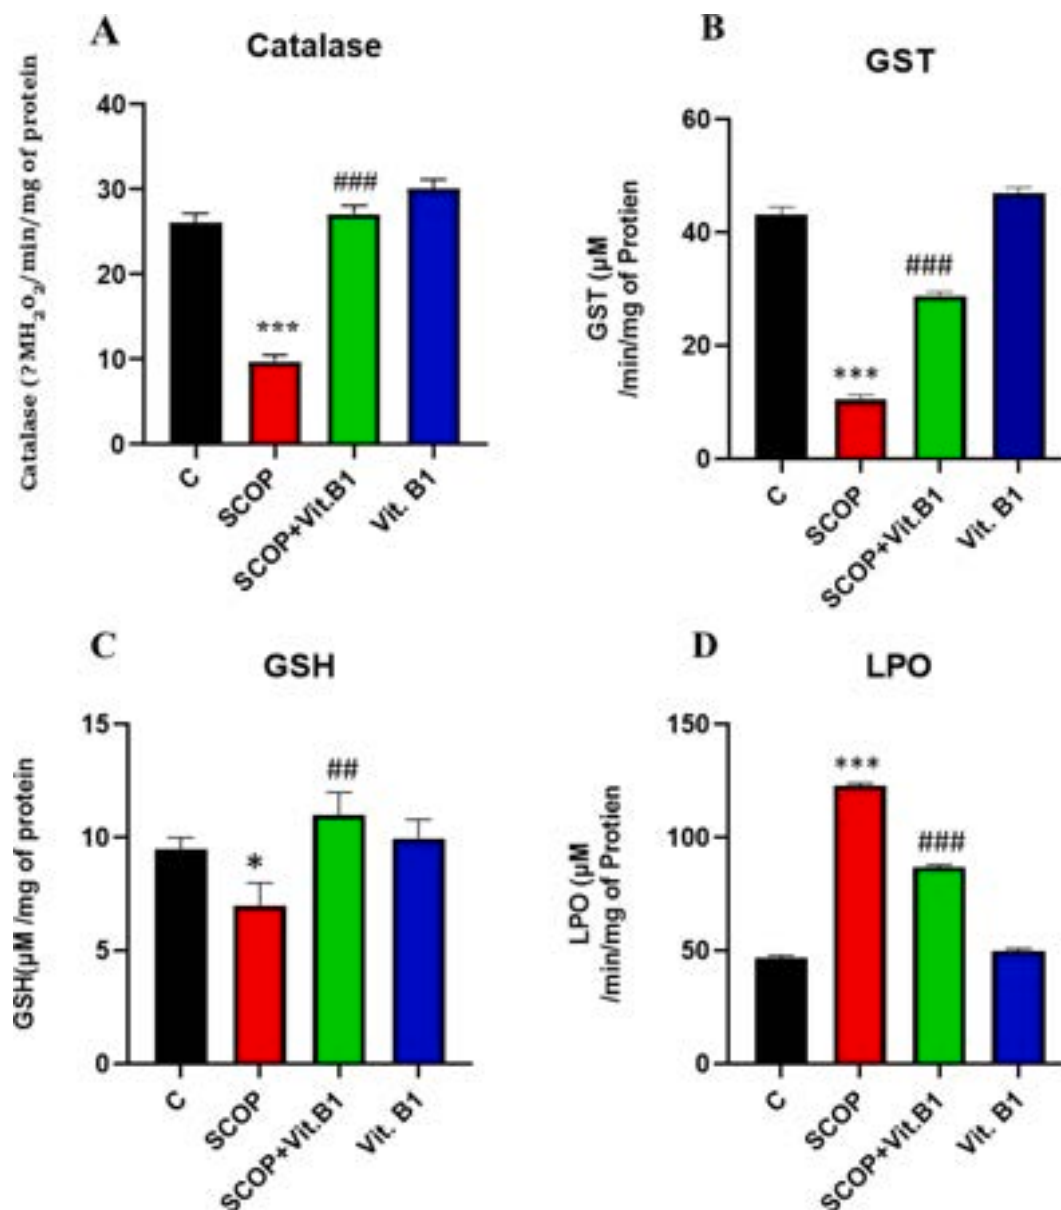 A
Catalase
Catalase (?MH2O2/min/mg of protein
40
30
20
10
0
***
###
C
SCOP
SCOP+Vit.B1
Vit. B1
B
GST
GST (µM
/min/mg of Protien
60
40
20
0
***
###
C
SCOP
SCOP+Vit.B1
Vit. B1
C
GSH
GSH(µM /mg of protein
15
10
5
0
*
##
C
SCOP
SCOP+Vit.B1
Vit. B1
D
LPO
LPO (µM
/min/mg of Protien
150
100
50
0
***
###
C
SCOP
SCOP+Vit.B1
Vit. B1